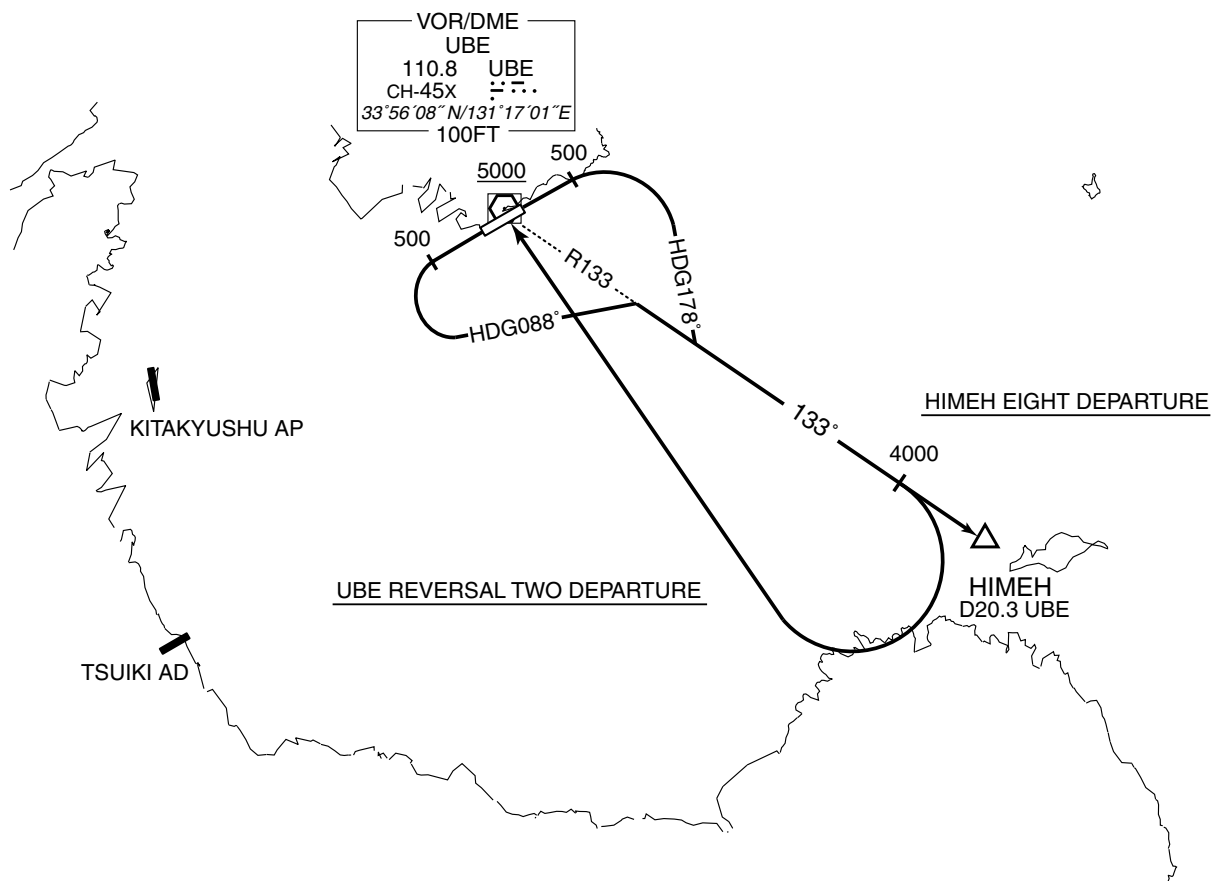 VOR/DME
UBE
110.8 UBE
CH-45X
33°56´08˝N/131°17´01˝E
100FT
500
5000
500
R133
HDG178°
HDG088°
KITAKYUSHU AP
133°
HIMEH EIGHT DEPARTURE
4000
UBE REVERSAL TWO DEPARTURE
HIMEH
D20.3 UBE
TSUIKI AD